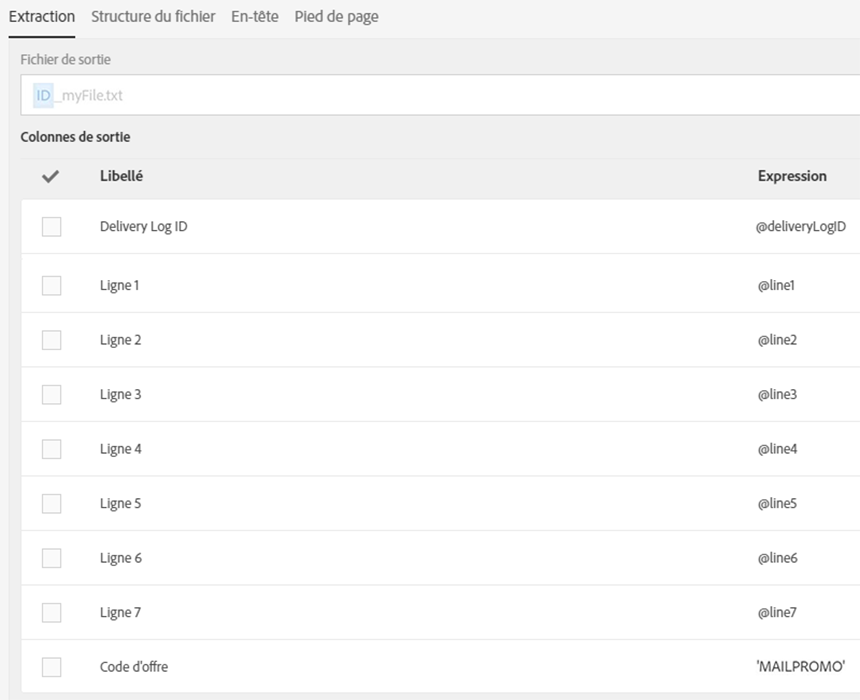 Extraction Structure du fichier En-tête Pied de page
Fichier de sortie
ID _myFile.txt
Colonnes de sortie
Libellé Expression
Delivery Log ID @deliveryLogID
Ligne 1 @line1
Ligne 2 @line2
Ligne 3 @line3
Ligne 4 @line4
Ligne 5 @line5
Ligne 6 @line6
Ligne 7 @line7
Code d'offre 'MAILPROMO'